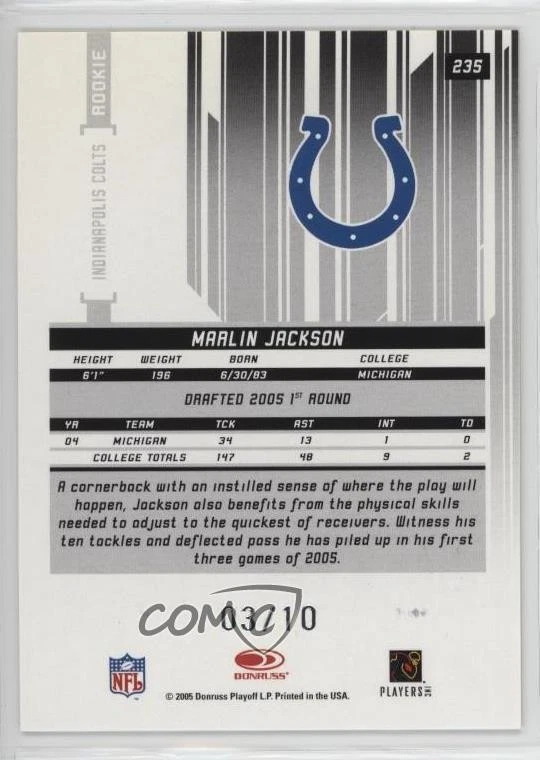 235
ROOKIE
INDIANAPOLIS COLTS
MARLIN JACKSON
HEIGHT WEIGHT BORN COLLEGE
6'1" 196 6/30/83 MICHIGAN
DRAFTED 2005 1ST ROUND
YR TEAM TCK AST INT TD
04 MICHIGAN 34 13 1 0
COLLEGE TOTALS 147 48 9 2
A cornerback with an instilled sense of where the play will
happen, Jackson also benefits from the physical skills
needed to adjust to the quickest of receivers. Witness his
ten tackles and deflected pass he has piled up in his first
three games of 2005.
COMC
03/10
NFL
DONRUSS
PLAYERS INC
© 2005 Donruss Playoff L.P. Printed in the USA.